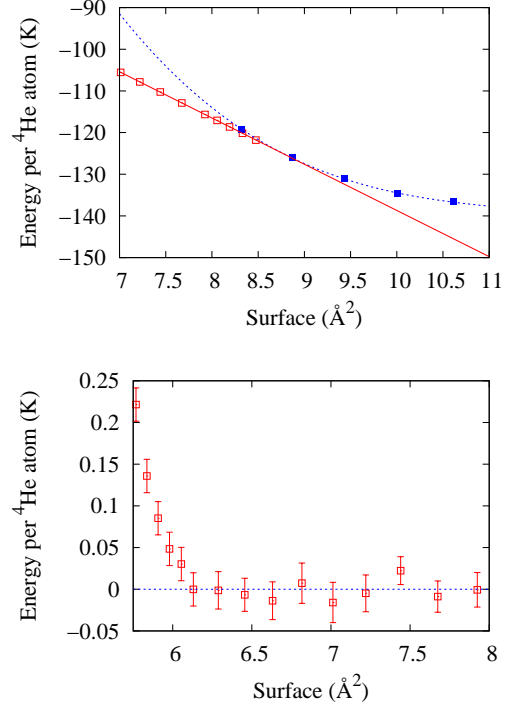 −90
−100
−110
−120
−130
−140
−150
Energy per ⁴He atom (K)
7 7.5 8 8.5 9 9.5 10 10.5 11
Surface (Å²)
0.25
0.2
0.15
0.1
0.05
0
−0.05
Energy per ⁴He atom (K)
6 6.5 7 7.5 8
Surface (Å²)